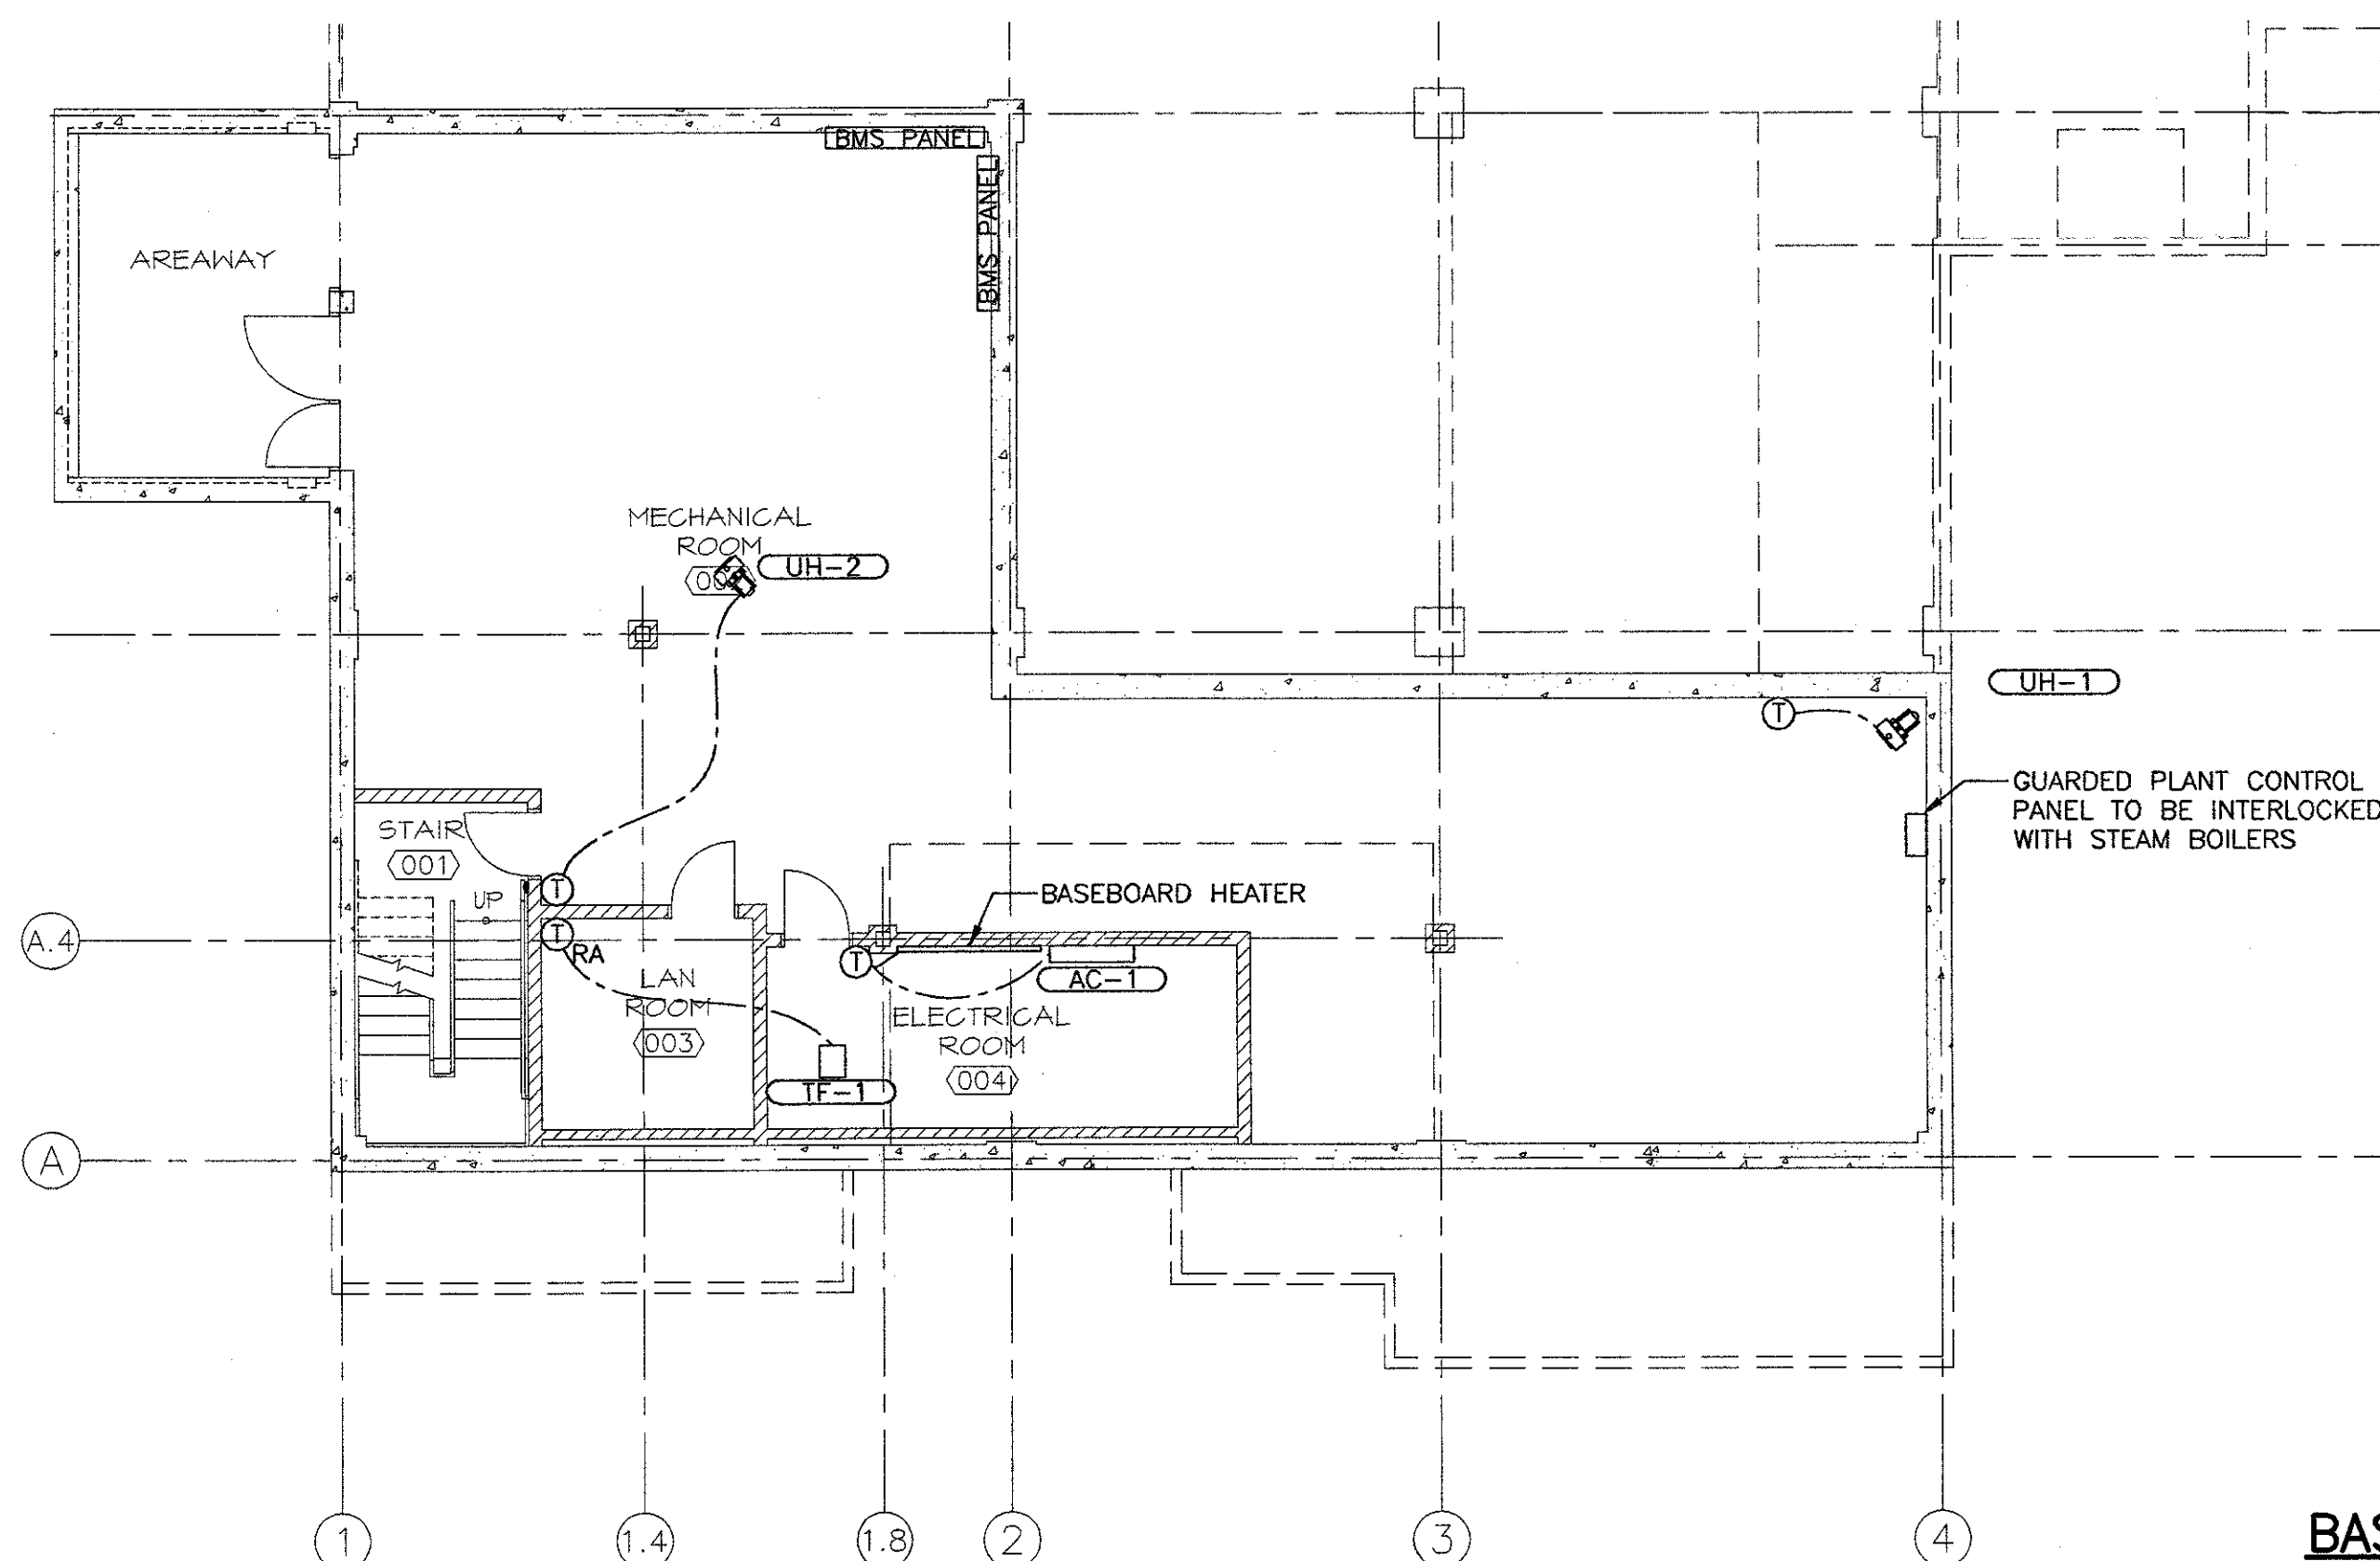 BMS PANEL
BMS PANEL
AREAWAY
MECHANICAL
ROOM
UH-2
UH-1
T
GUARDED PLANT CONTROL
PANEL TO BE INTERLOCKED
WITH STEAM BOILERS
STAIR
001
UP
T
BASEBOARD HEATER
A.4
T
RA
T
AC-1
LAN
ROOM
003
ELECTRICAL
ROOM
004
TF-1
A
1
1.4
1.8
2
3
4